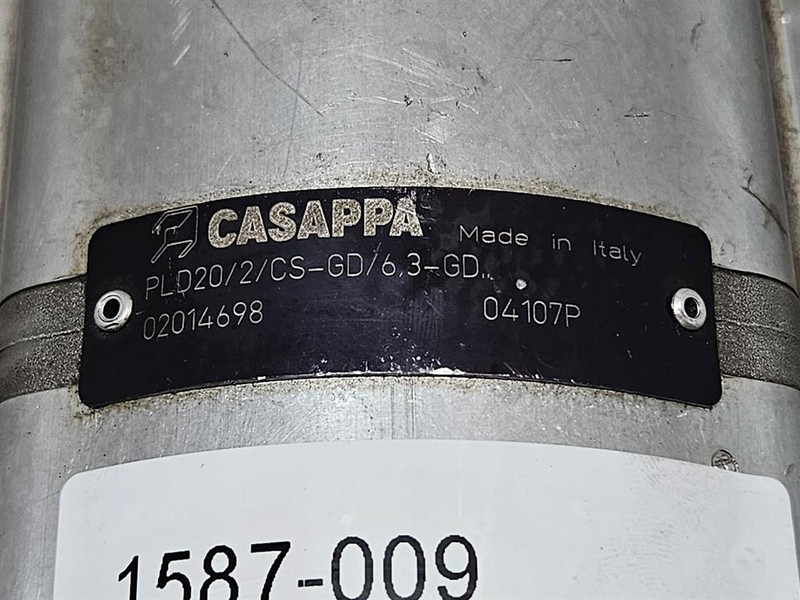 CASAPPA Made in Italy
PLD20/2/CS-GD/6,3-GD..
02014698 04107P
1587-009